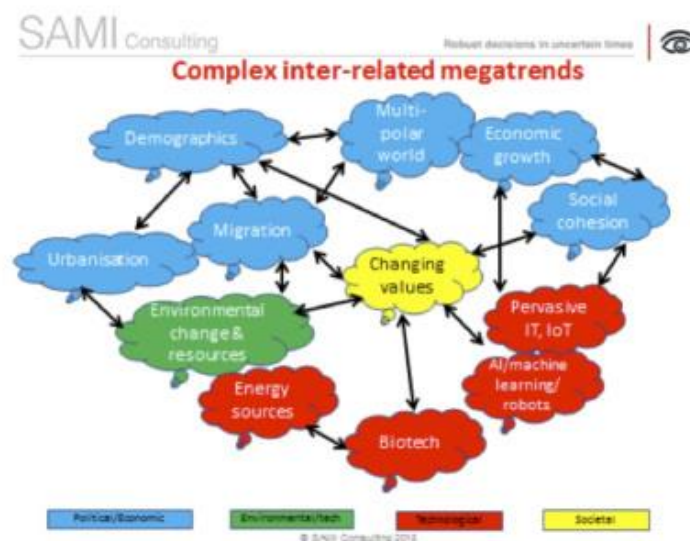 SAMI Consulting
Robust decisions in uncertain times
Complex inter-related megatrends
Demographics
Multi-
polar
world
Economic
growth
Social
cohesion
Migration
Urbanisation
Changing
values
Environmental
change &
resources
Pervasive
IT, IoT
AI/machine
learning/
robots
Energy
sources
Biotech
Political/Economic
Environmental/tech
Technological
Societal
© SAMI Consulting